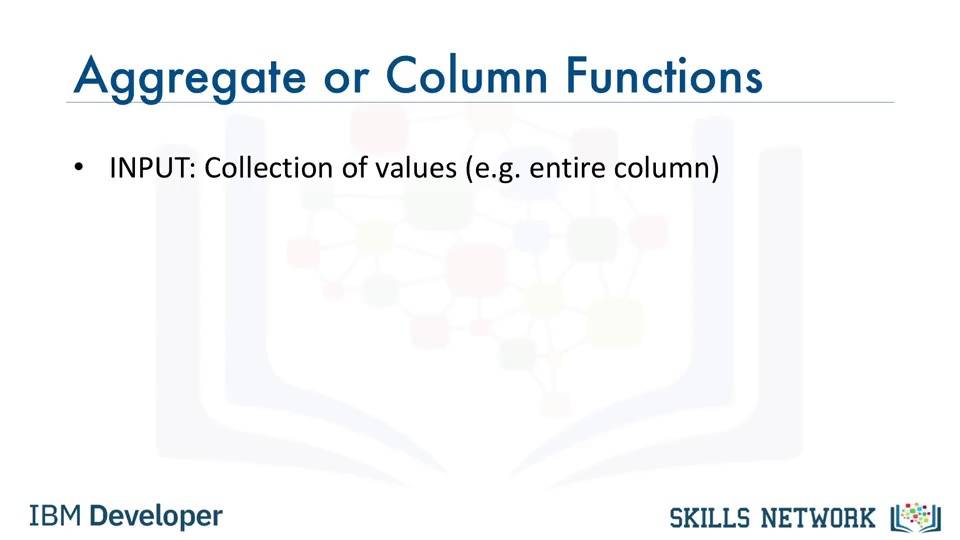 Aggregate or Column Functions
• INPUT: Collection of values (e.g. entire column)
IBM Developer
SKILLS NETWORK